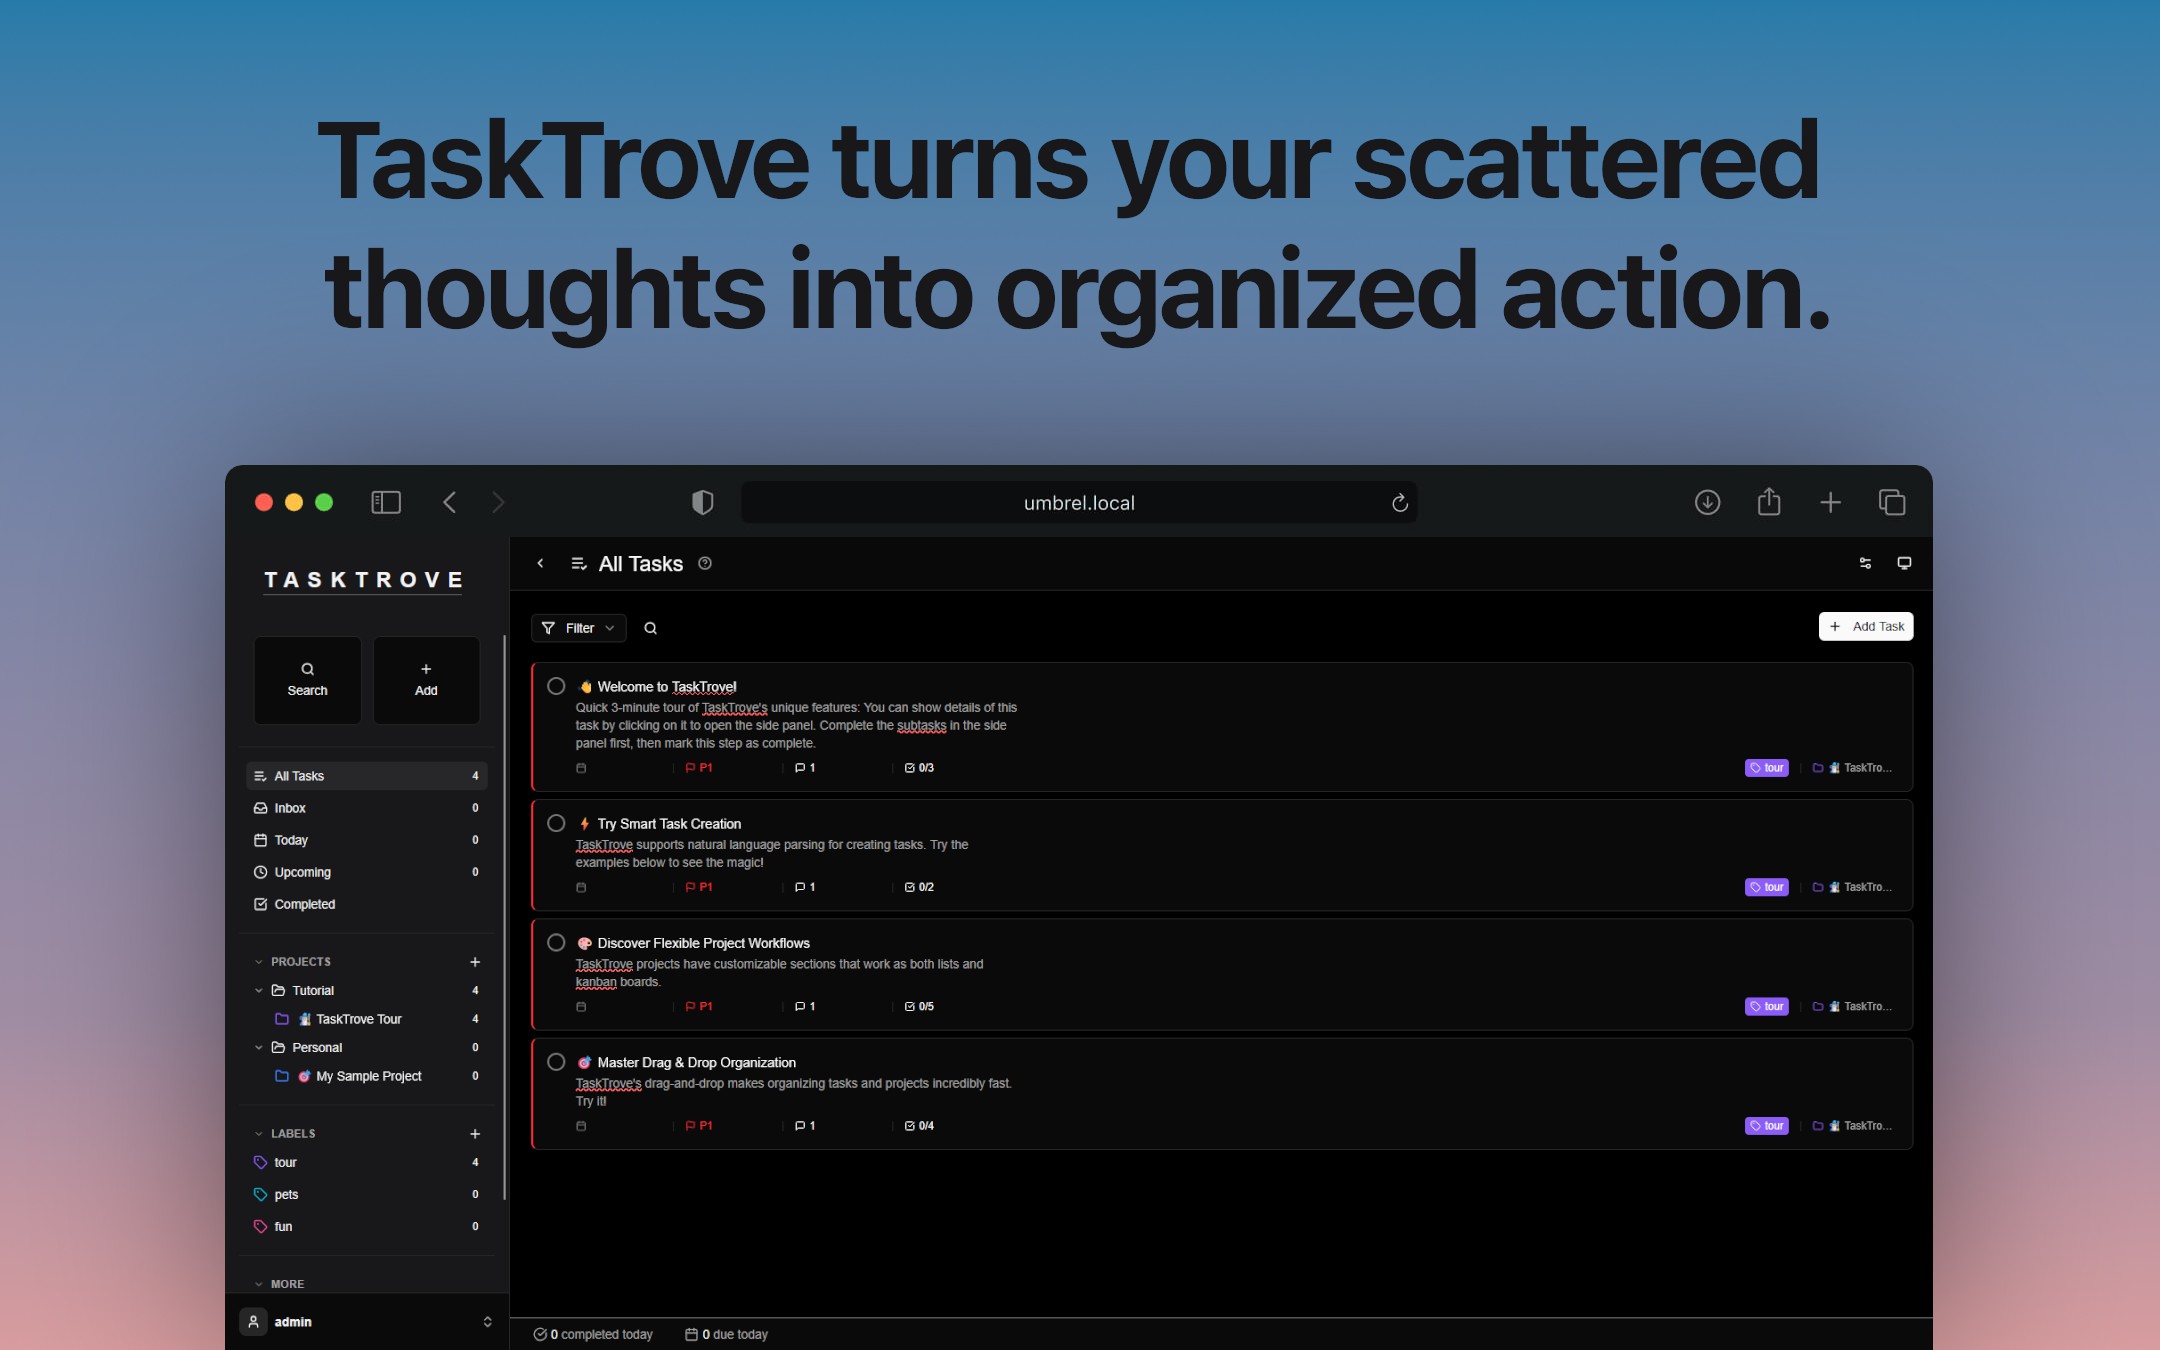 TaskTrove turns your scattered
thoughts into organized action.
umbrel.local
TASKTROVE
Search
Add
All Tasks 4
Inbox 0
Today 0
Upcoming 0
Completed
PROJECTS
Tutorial 4
TaskTrove Tour 4
Personal 0
My Sample Project 0
LABELS
tour 4
pets 0
fun 0
MORE
admin
All Tasks
Filter
Add Task
Welcome to TaskTrove!
Quick 3-minute tour of TaskTrove's unique features: You can show details of this
task by clicking on it to open the side panel. Complete the subtasks in the side
panel first, then mark this step as complete.
P1 1 0/3 tour TaskTro...
Try Smart Task Creation
TaskTrove supports natural language parsing for creating tasks. Try the
examples below to see the magic!
P1 1 0/2 tour TaskTro...
Discover Flexible Project Workflows
TaskTrove projects have customizable sections that work as both lists and
kanban boards.
P1 1 0/5 tour TaskTro...
Master Drag & Drop Organization
TaskTrove's drag-and-drop makes organizing tasks and projects incredibly fast.
Try it!
P1 1 0/4 tour TaskTro...
0 completed today 0 due today